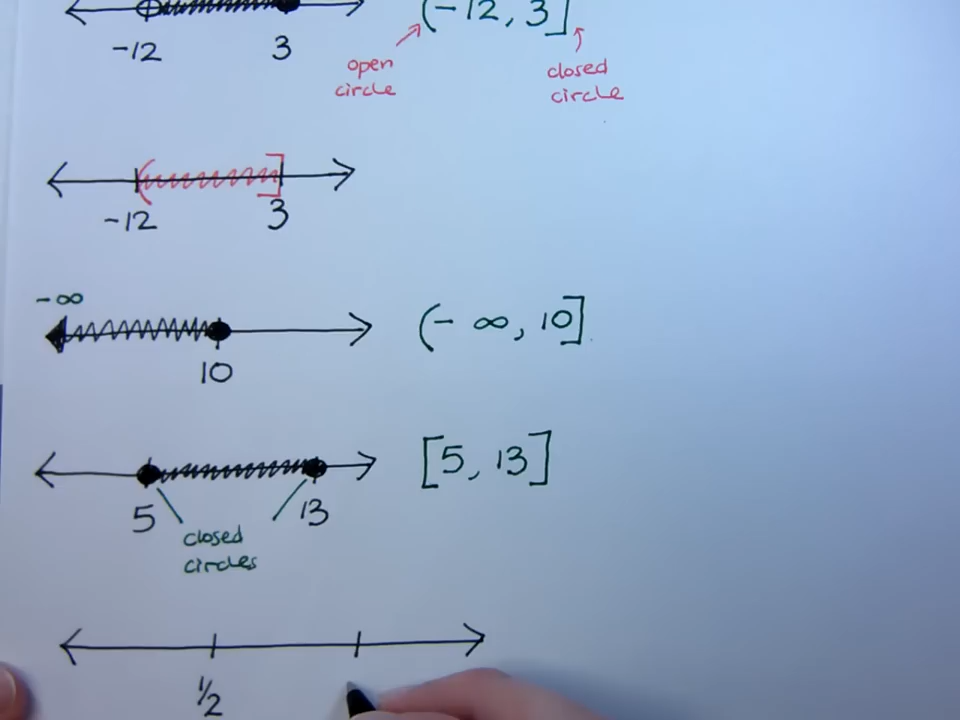 -12 3 (-12, 3]
open circle
closed circle
-12 3
-∞
10 (-∞, 10]
5 13 [5, 13]
closed circles
1/2